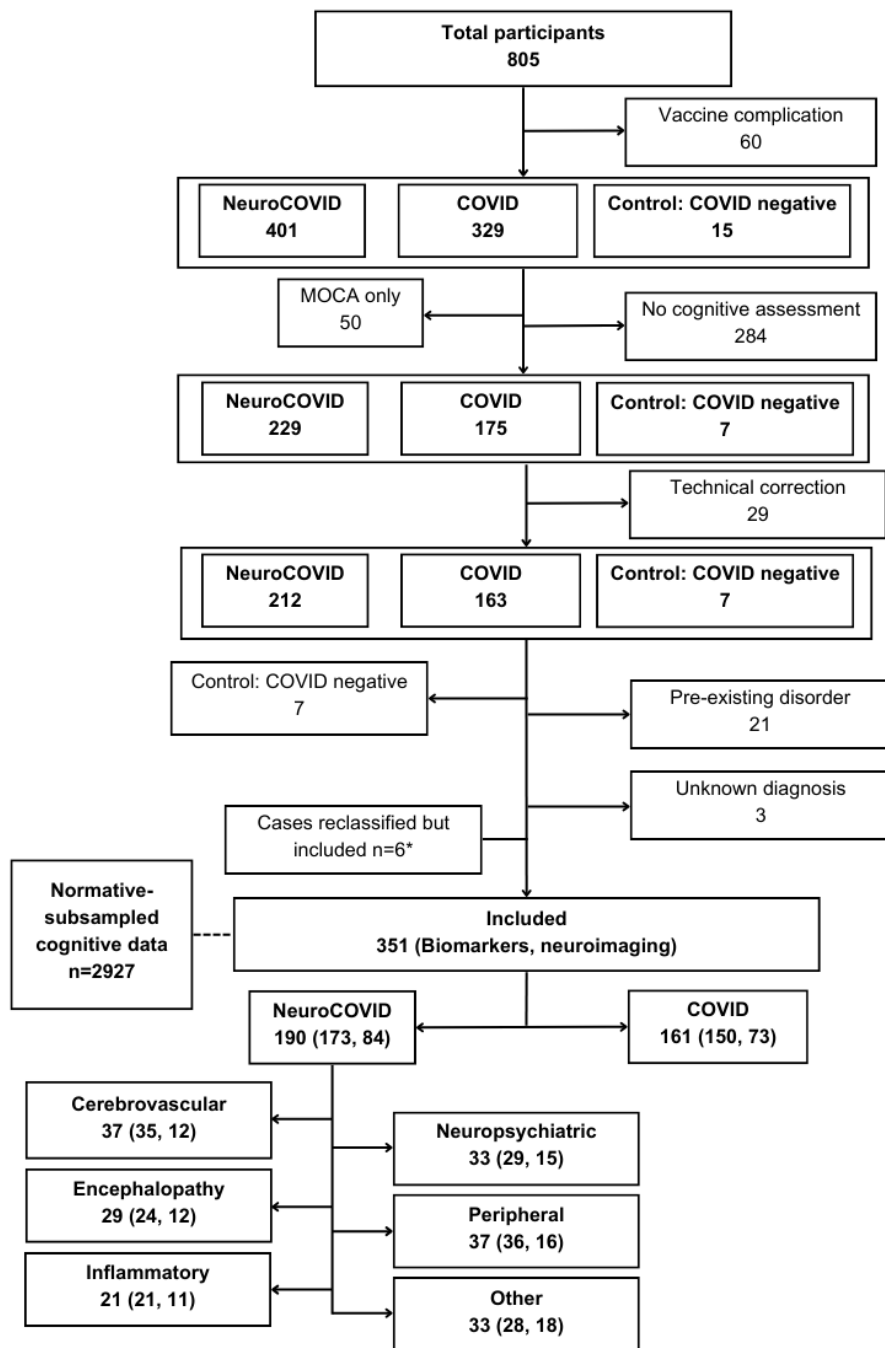 Total participants
805
Vaccine complication
60
NeuroCOVID
401
COVID
329
Control: COVID negative
15
MOCA only
50
No cognitive assessment
284
NeuroCOVID
229
COVID
175
Control: COVID negative
7
Technical correction
29
NeuroCOVID
212
COVID
163
Control: COVID negative
7
Control: COVID negative
7
Pre-existing disorder
21
Unknown diagnosis
3
Cases reclassified but
included n=6*
Normative-
subsampled
cognitive data
n=2927
Included
351 (Biomarkers, neuroimaging)
NeuroCOVID
190 (173, 84)
COVID
161 (150, 73)
Cerebrovascular
37 (35, 12)
Neuropsychiatric
33 (29, 15)
Encephalopathy
29 (24, 12)
Peripheral
37 (36, 16)
Inflammatory
21 (21, 11)
Other
33 (28, 18)